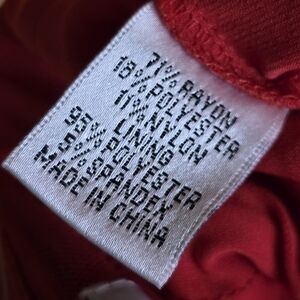 71% RAYON
18% POLYESTER
11% NYLON
LINING
95% POLYESTER
5% SPANDEX
MADE IN CHINA